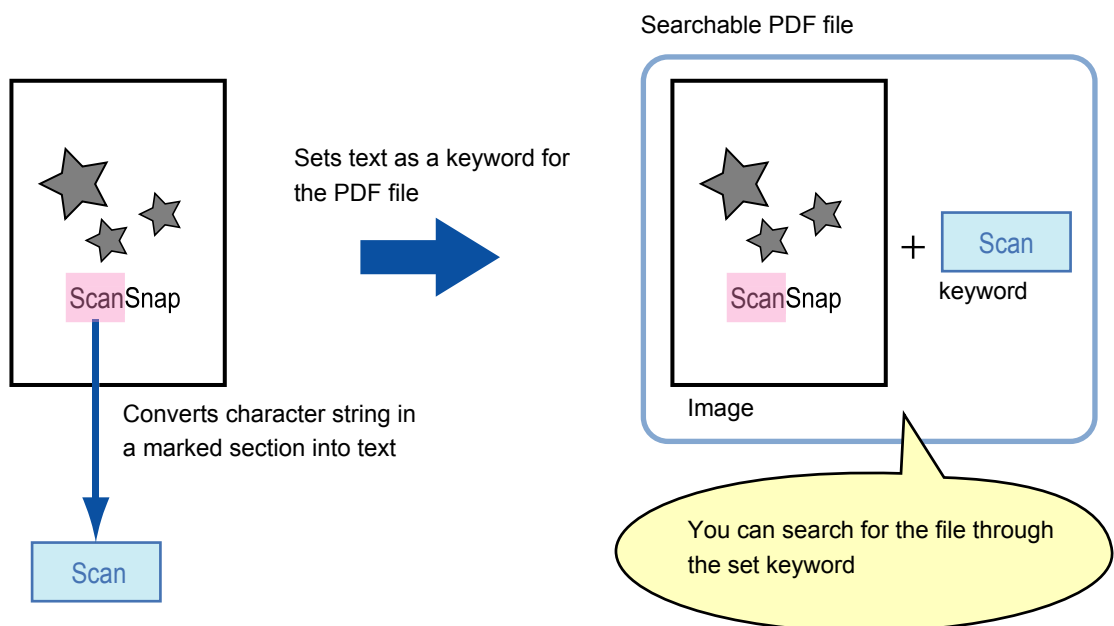 Searchable PDF file
Sets text as a keyword for
the PDF file
ScanSnap
Converts character string in
a marked section into text
Scan
ScanSnap
Image
+
Scan
keyword
You can search for the file through
the set keyword